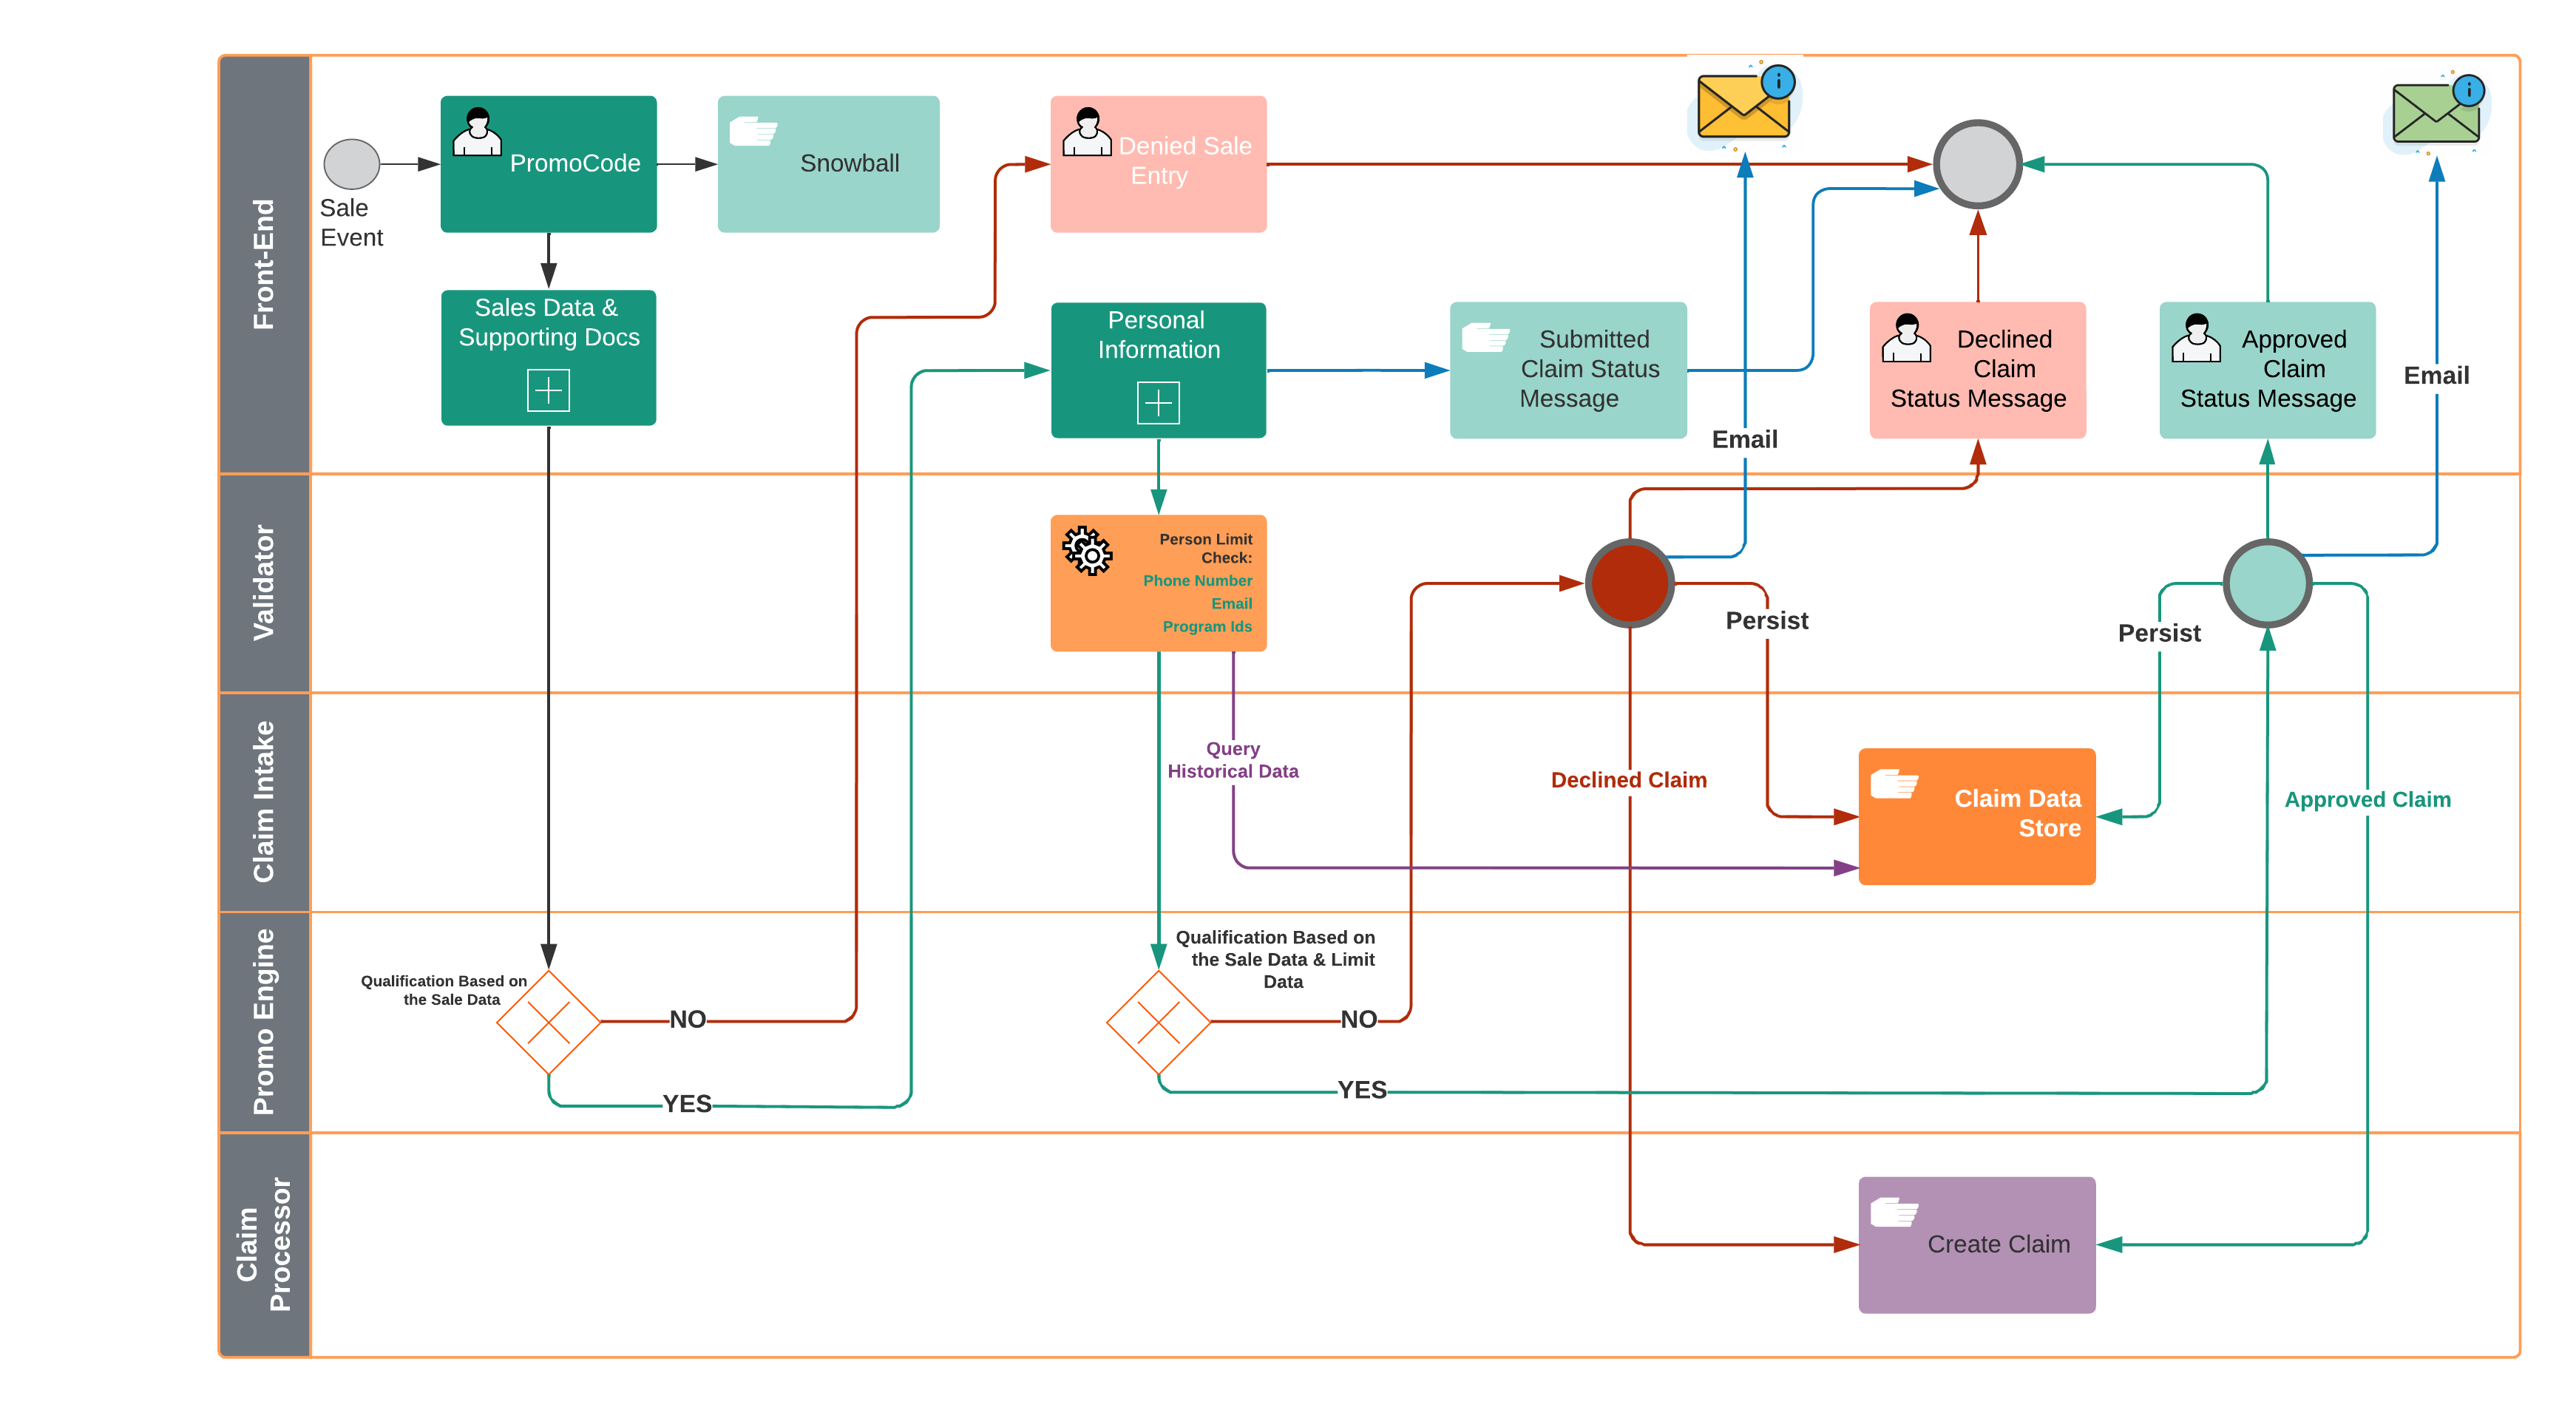 Front-End
Sale
Event
PromoCode
Snowball
Denied Sale
Entry
Sales Data &
Supporting Docs
Personal
Information
Submitted
Claim Status
Message
Email
Declined
Claim
Status Message
Approved
Claim
Status Message
Email
Validator
Person Limit
Check:
Phone Number
Email
Program Ids
Persist
Persist
Claim Intake
Query
Historical Data
Declined Claim
Claim Data
Store
Approved Claim
Promo Engine
Qualification Based on
the Sale Data
NO
YES
Qualification Based on
the Sale Data & Limit
Data
NO
YES
Claim
Processor
Create Claim